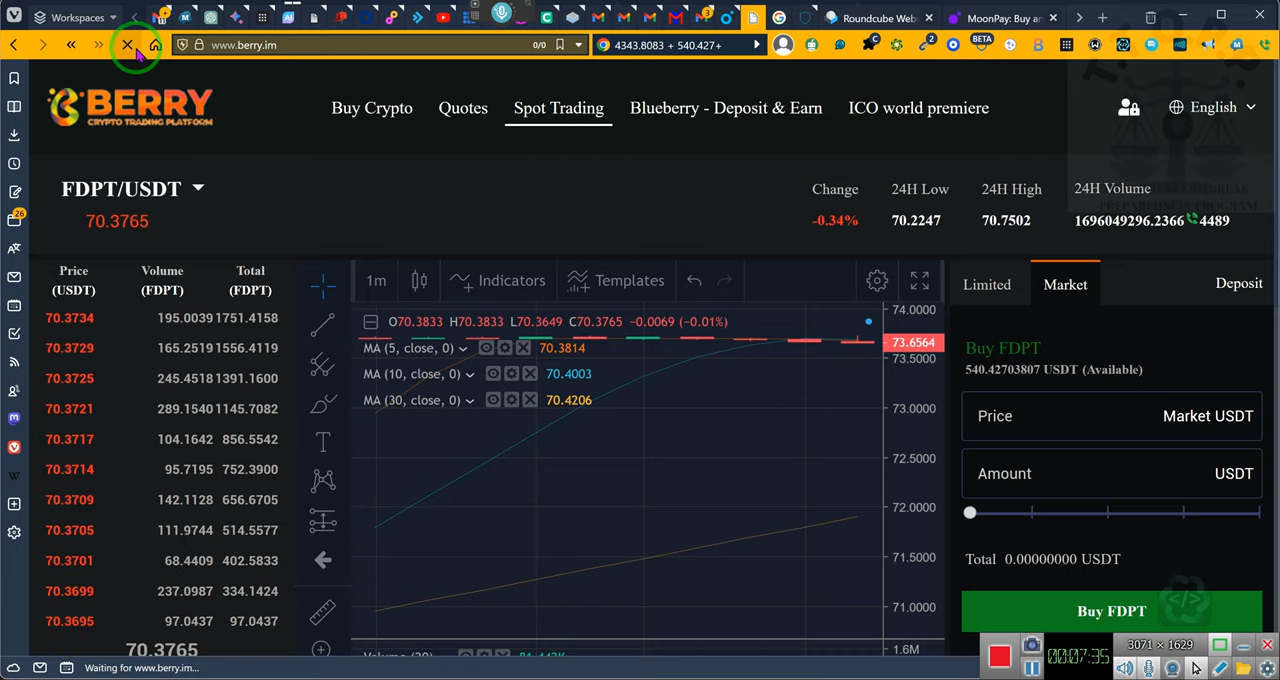 Workspaces
Roundcube Web
MoonPay: Buy an
www.berry.im
0/0
4343.8083 + 540.427+
2
BETA
BERRY
CRYPTO TRADING PLATFORM
Buy Crypto
Quotes
Spot Trading
Blueberry - Deposit & Earn
ICO world premiere
English
26
FDPT/USDT
70.3765
Change
-0.34%
24H Low
70.2247
24H High
70.7502
24H Volume
1696049296.2366 4489
Price
(USDT)
Volume
(FDPT)
Total
(FDPT)
70.3734 195.0039 1751.4158
70.3729 165.2519 1556.4119
70.3725 245.4518 1391.1600
70.3721 289.1540 1145.7082
70.3717 104.1642 856.5542
70.3714 95.7195 752.3900
70.3709 142.1128 656.6705
70.3705 111.9744 514.5577
70.3701 68.4409 402.5833
70.3699 237.0987 334.1424
70.3695 97.0437 97.0437
70.3765
1m
Indicators
Templates
O70.3833 H70.3833 L70.3649 C70.3765 -0.0069 (-0.01%)
MA (5, close, 0) 70.3814
MA (10, close, 0) 70.4003
MA (30, close, 0) 70.4206
74.0000
73.6564
73.5000
73.0000
72.5000
72.0000
71.5000
71.0000
1.6M
Limited
Market
Deposit
Buy FDPT
540.42703807 USDT (Available)
Price
Market USDT
Amount
USDT
Total 0.00000000 USDT
Buy FDPT
Waiting for www.berry.im...
00:07:35
3071 × 1629